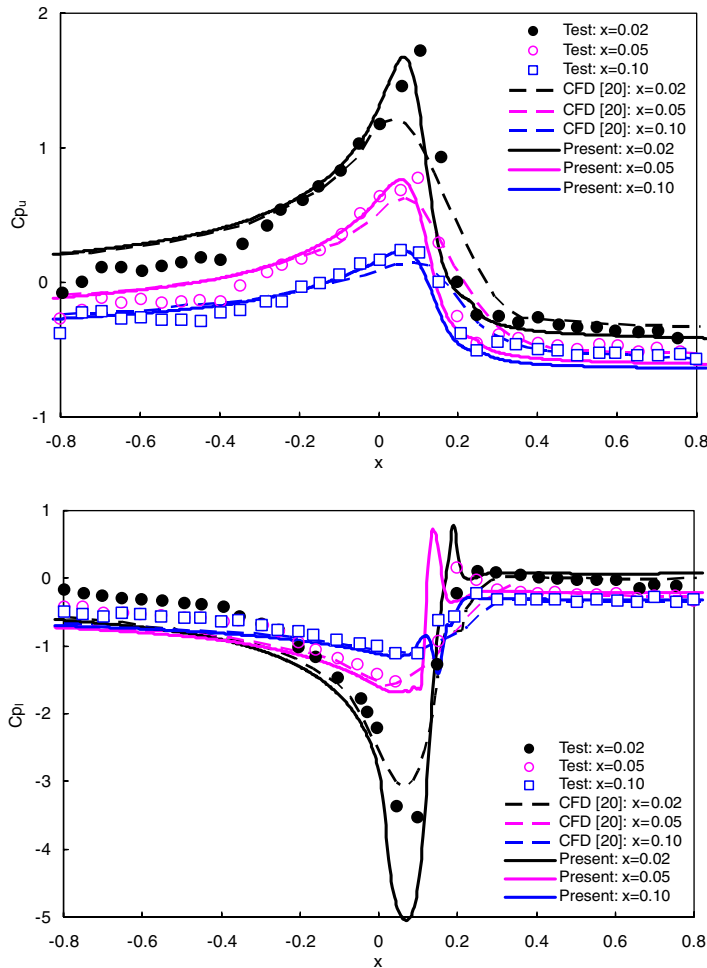 2
1
0
-1
Cpu
-0.8
-0.6
-0.4
-0.2
0
0.2
0.4
0.6
0.8
x
Test: x=0.02
Test: x=0.05
Test: x=0.10
CFD [20]: x=0.02
CFD [20]: x=0.05
CFD [20]: x=0.10
Present: x=0.02
Present: x=0.05
Present: x=0.10
1
0
-1
-2
-3
-4
-5
Cpl
-0.8
-0.6
-0.4
-0.2
0
0.2
0.4
0.6
0.8
x
Test: x=0.02
Test: x=0.05
Test: x=0.10
CFD [20]: x=0.02
CFD [20]: x=0.05
CFD [20]: x=0.10
Present: x=0.02
Present: x=0.05
Present: x=0.10